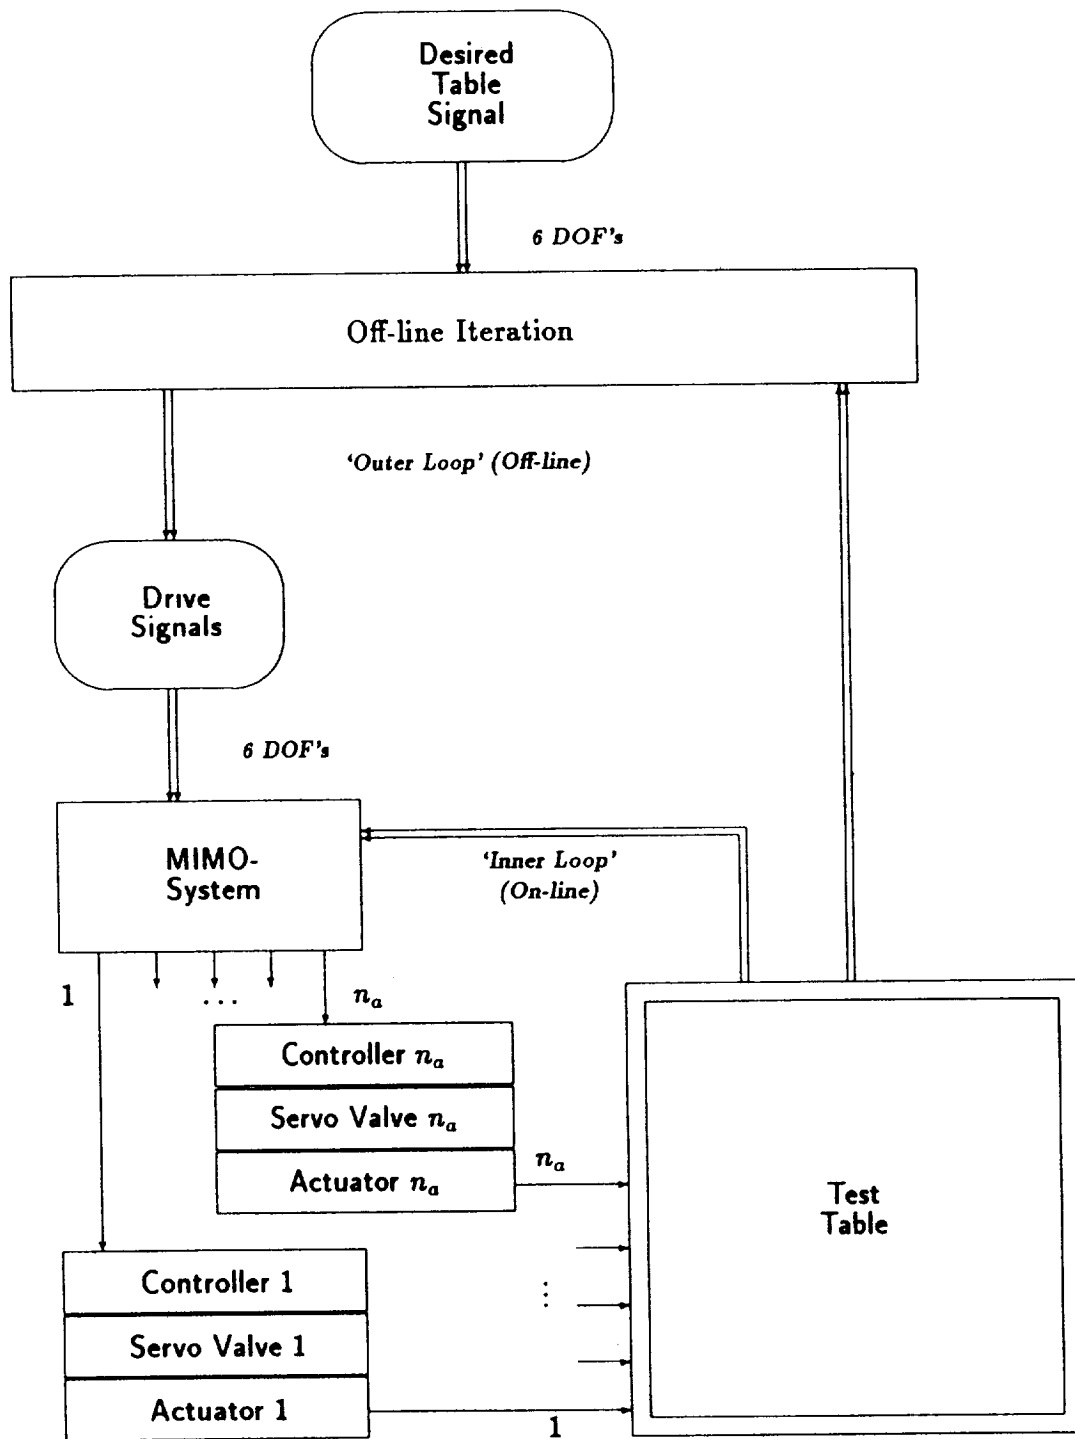 Desired
Table
Signal
6 DOF's
Off-line Iteration
'Outer Loop' (Off-line)
Drive
Signals
6 DOF's
MIMO-
System
'Inner Loop'
(On-line)
1
...
n_a
Controller n_a
Servo Valve n_a
Actuator n_a
n_a
Test
Table
Controller 1
Servo Valve 1
Actuator 1
⋮
1